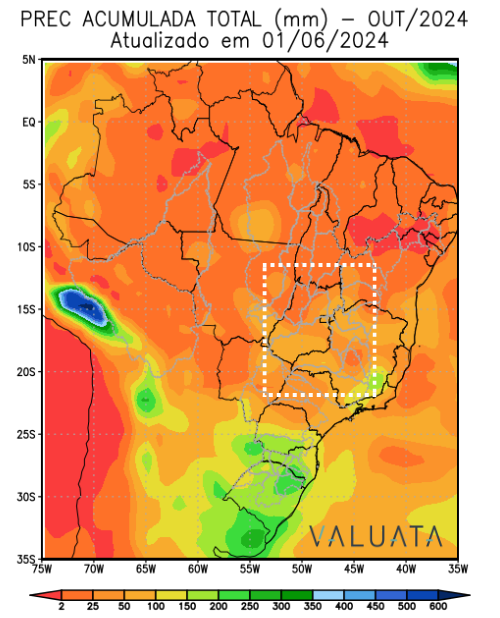 PREC ACUMULADA TOTAL (mm) – OUT/2024
Atualizado em 01/06/2024
5N
EQ
5S
10S
15S
20S
25S
30S
35S
75W 70W 65W 60W 55W 50W 45W 40W 35W
VALUATA
2 25 50 100 150 200 250 300 350 400 450 500 600